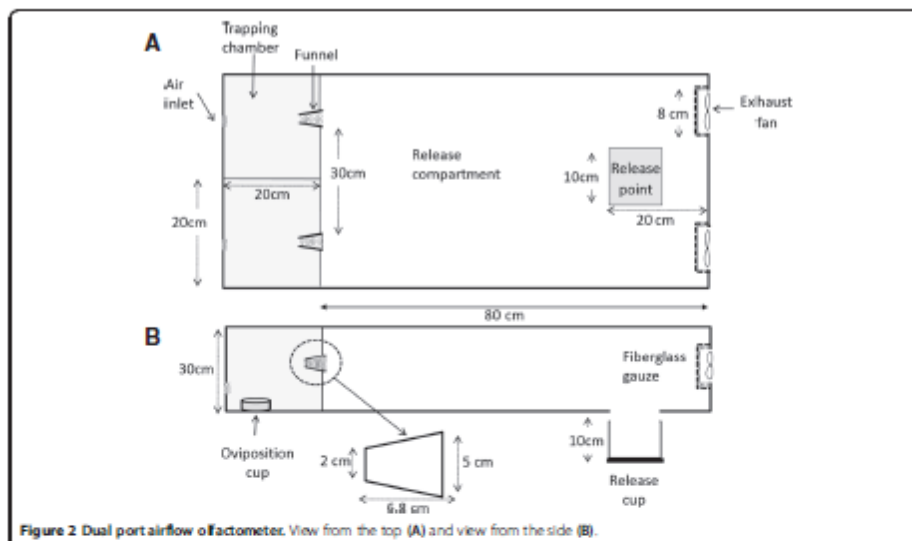 A
Trapping
chamber
Funnel
Air
inlet
8 cm
Exhaust
fan
Release
compartment
30cm
10cm
Release
point
20cm
20 cm
20cm
80 cm
B
30cm
Fiberglass
gauze
Oviposition
cup
2 cm
5 cm
6.8 cm
10cm
Release
cup
Figure 2 Dual port airflow olfactometer. View from the top (A) and view from the side (B).